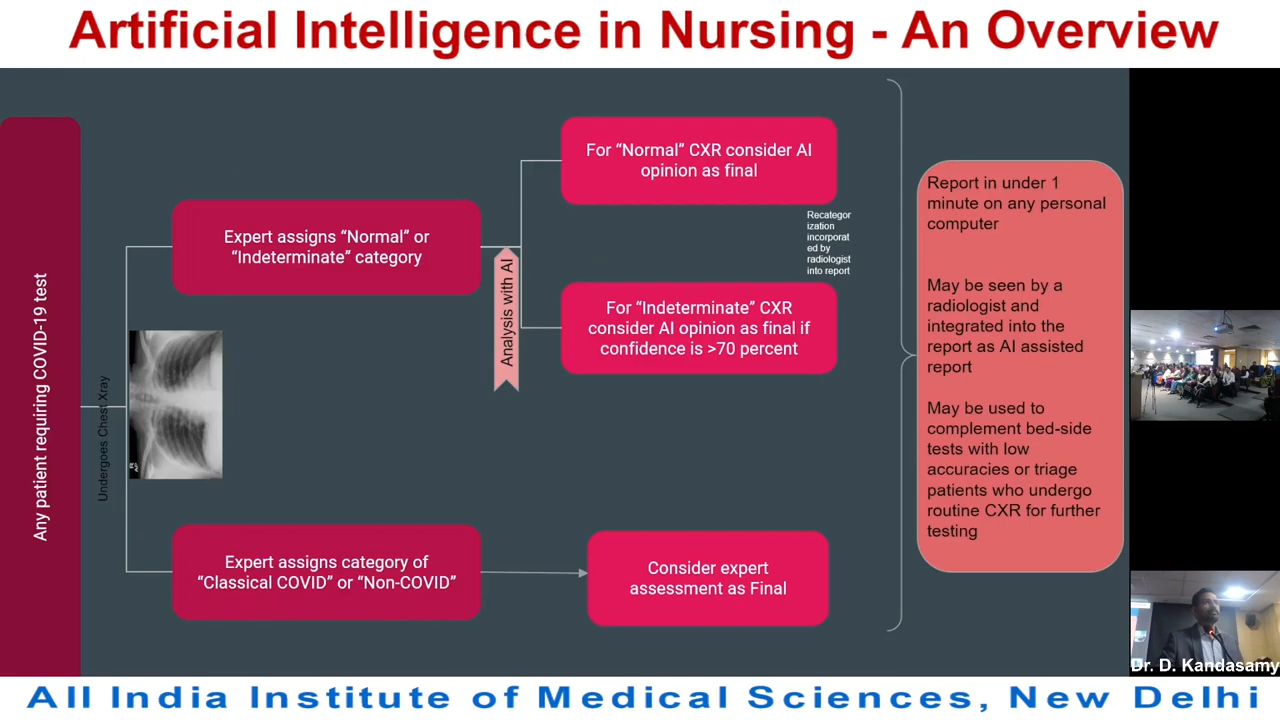 Artificial Intelligence in Nursing - An Overview
Any patient requiring COVID-19 test
Undergoes Chest Xray
Expert assigns “Normal” or
“Indeterminate” category
Analysis with AI
For “Normal” CXR consider AI
opinion as final
Recategor
ization
incorporat
ed by
radiologist
into report
For “Indeterminate” CXR
consider AI opinion as final if
confidence is >70 percent
Expert assigns category of
“Classical COVID” or “Non-COVID”
Consider expert
assessment as Final
Report in under 1
minute on any personal
computer
May be seen by a
radiologist and
integrated into the
report as AI assisted
report
May be used to
complement bed-side
tests with low
accuracies or triage
patients who undergo
routine CXR for further
testing
Dr. D. Kandasamy
All India Institute of Medical Sciences, New Delhi